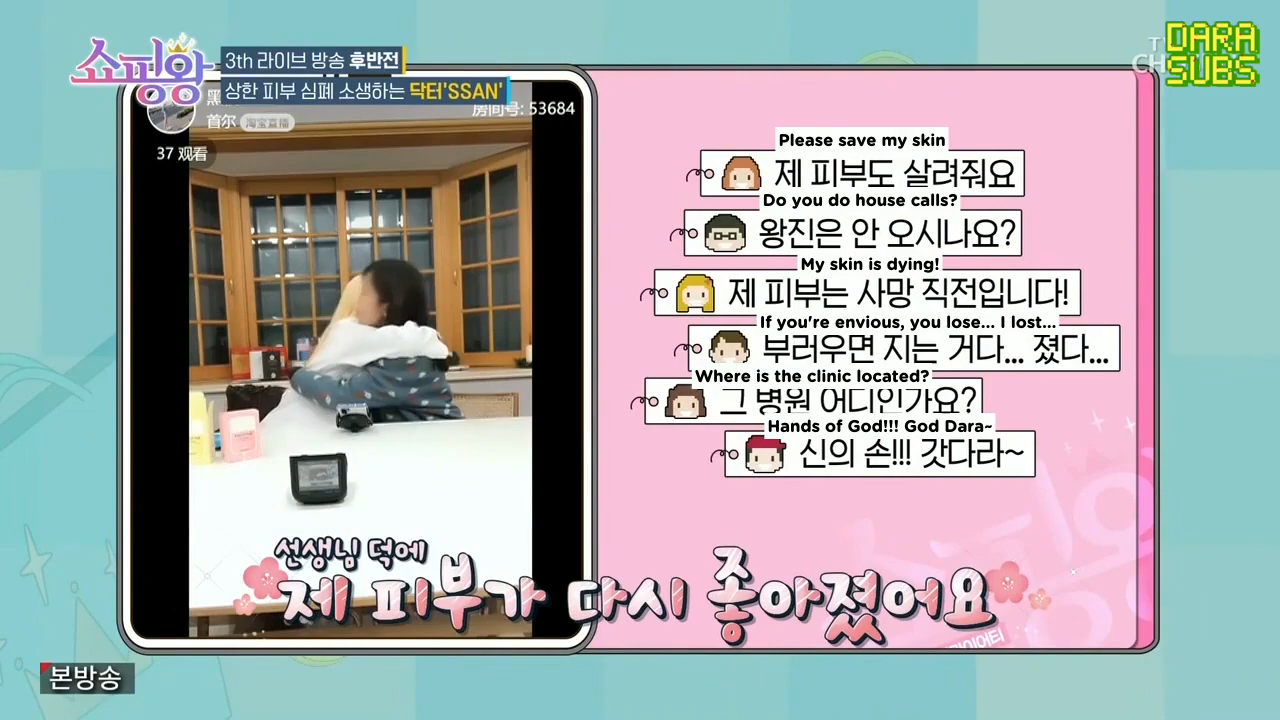 쇼핑왕
3th 라이브 방송 후반전
상한 피부 심폐 소생하는 닥터'SSAN'
DARA
SUBS
黑
首尔 淘宝直播
房间号: 53684
37 观看
Please save my skin
제 피부도 살려줘요
Do you do house calls?
왕진은 안 오시나요?
My skin is dying!
제 피부는 사망 직전입니다!
If you're envious, you lose... I lost...
부러우면 지는 거다... 졌다...
Where is the clinic located?
그 병원 어디인가요?
Hands of God!!! God Dara~
신의 손!!! 갓다라~
선생님 덕에
제 피부가 다시 좋아졌어요
본방송